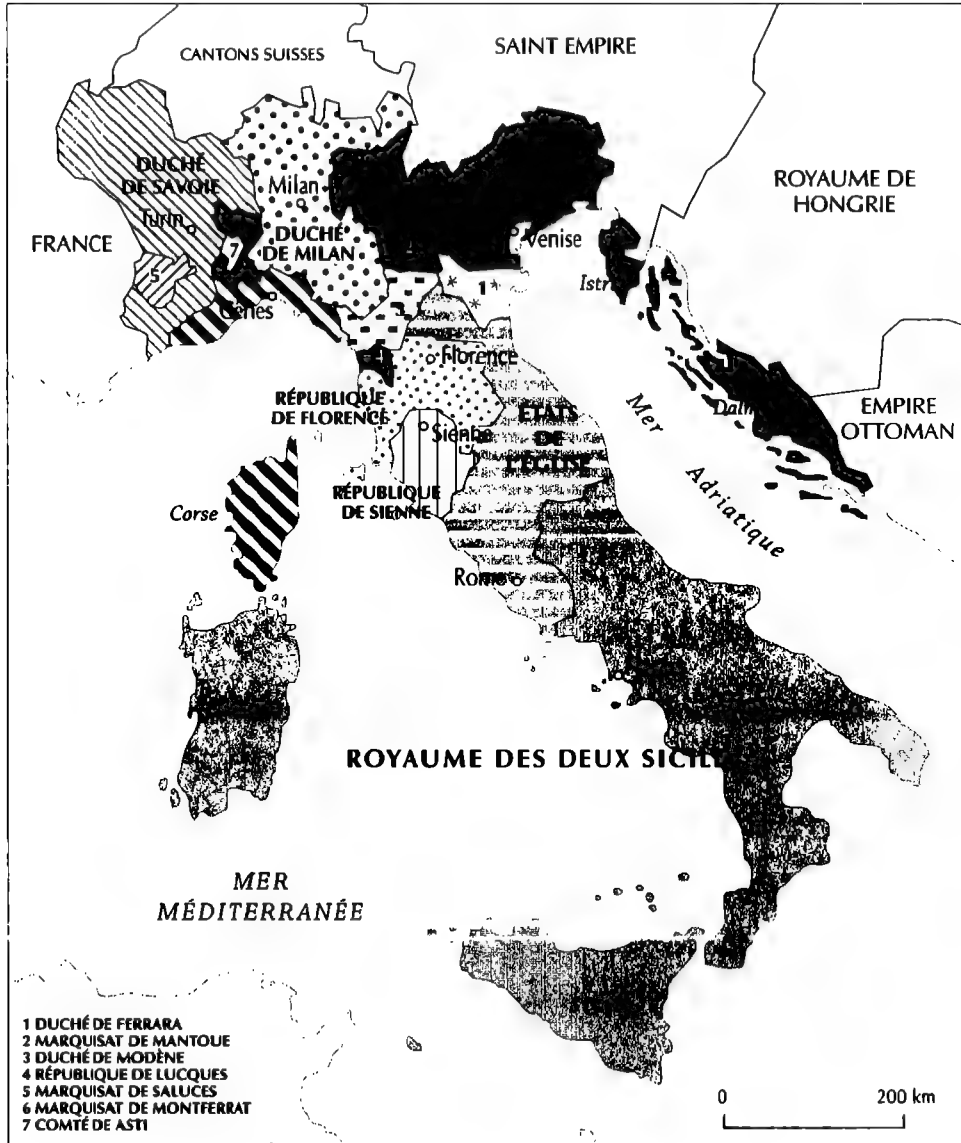 CANTONS SUISSES
SAINT EMPIRE
DUCHÉ
DE SAVOIE
Milan
Turin
ROYAUME DE
HONGRIE
FRANCE
7
DUCHÉ
DE MILAN
Venise
5
1
Gênes
Florence
RÉPUBLIQUE
DE FLORENCE
Sienne
ÉTATS
DE
L'ÉGLISE
Mer
Adriatique
EMPIRE
OTTOMAN
RÉPUBLIQUE
DE SIENNE
Corse
Rome
ROYAUME DES DEUX
MER
MÉDITERRANÉE
1 DUCHÉ DE FERRARA
2 MARQUISAT DE MANTOUE
3 DUCHÉ DE MODÈNE
4 RÉPUBLIQUE DE LUCQUES
5 MARQUISAT DE SALUCES
6 MARQUISAT DE MONTFERRAT
7 COMTÉ DE ASTI
0 200 km